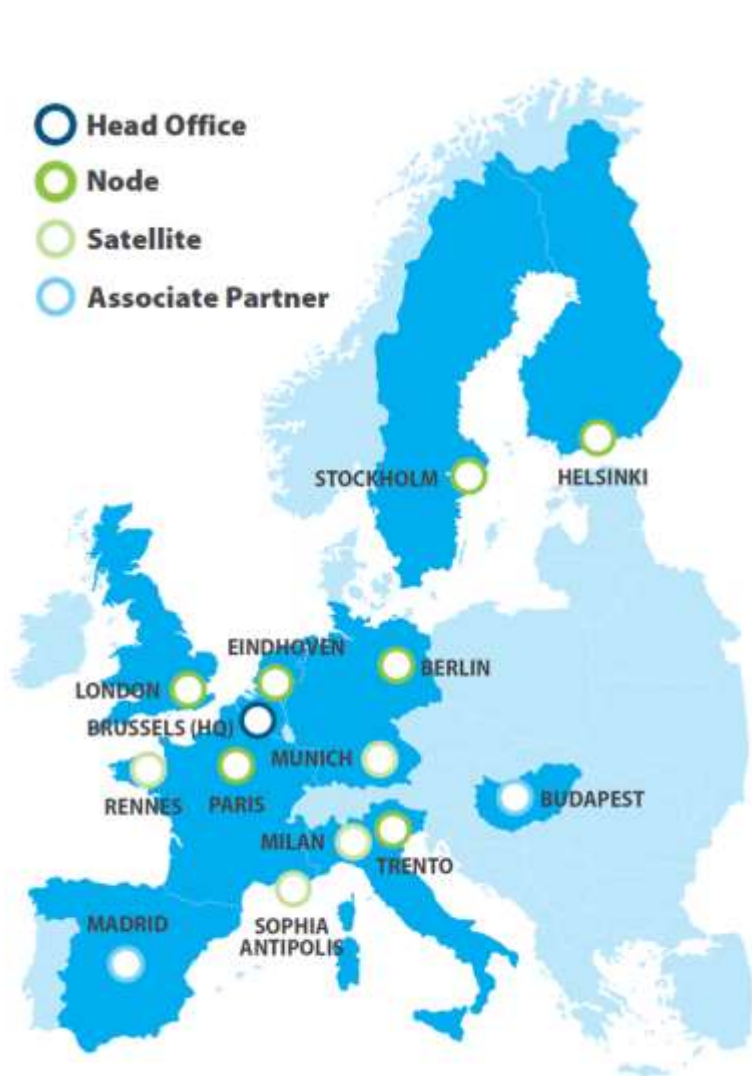 Head Office
Node
Satellite
Associate Partner
STOCKHOLM
HELSINKI
EINDHOVEN
BERLIN
LONDON
BRUSSELS (HQ)
MUNICH
RENNES
PARIS
BUDAPEST
MILAN
TRENTO
MADRID
SOPHIA
ANTIPOLIS